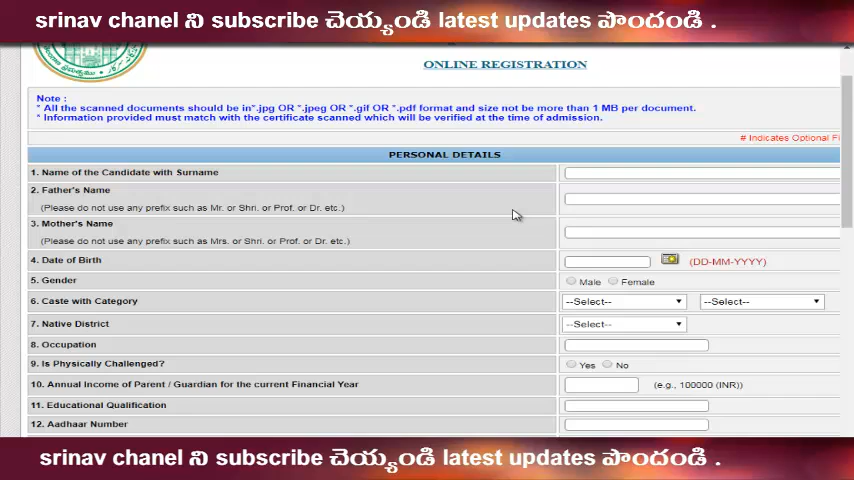 srinav chanel ని subscribe చెయ్యండి latest updates పొందండి .
ONLINE REGISTRATION
Note :
* All the scanned documents should be in*.jpg OR *.jpeg OR *.gif OR *.pdf format and size not be more than 1 MB per document.
* Information provided must match with the certificate scanned which will be verified at the time of admission.
# Indicates Optional Fi
PERSONAL DETAILS
1. Name of the Candidate with Surname
2. Father's Name
(Please do not use any prefix such as Mr. or Shri. or Prof. or Dr. etc.)
3. Mother's Name
(Please do not use any prefix such as Mrs. or Shri. or Prof. or Dr. etc.)
4. Date of Birth (DD-MM-YYYY)
5. Gender Male Female
6. Caste with Category --Select-- --Select--
7. Native District --Select--
8. Occupation
9. Is Physically Challenged? Yes No
10. Annual Income of Parent / Guardian for the current Financial Year (e.g., 100000 (INR))
11. Educational Qualification
12. Aadhaar Number
srinav chanel ని subscribe చెయ్యండి latest updates పొందండి .